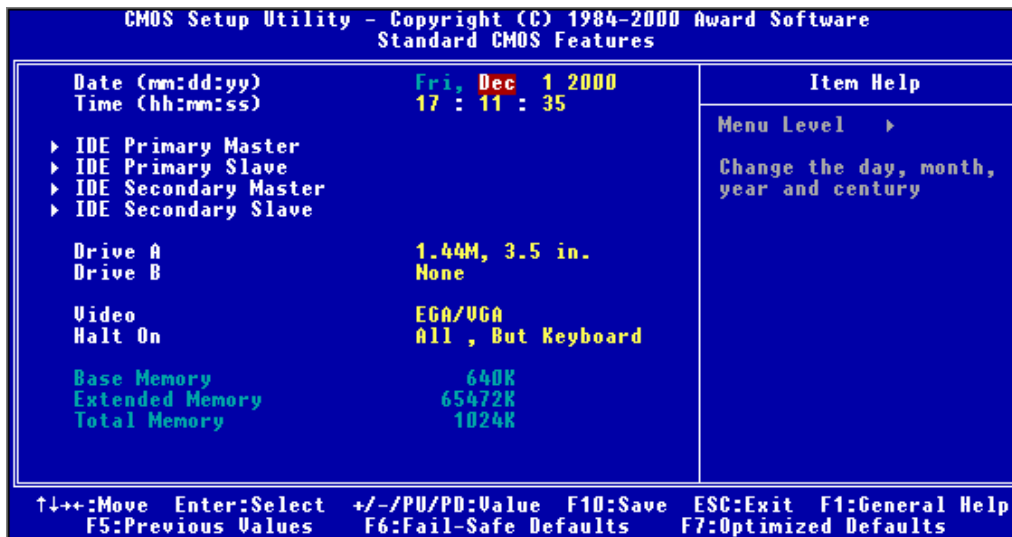 CMOS Setup Utility - Copyright (C) 1984-2000 Award Software
Standard CMOS Features
Date (mm:dd:yy) Fri, Dec 1 2000
Time (hh:mm:ss) 17 : 11 : 35
IDE Primary Master
IDE Primary Slave
IDE Secondary Master
IDE Secondary Slave
Drive A 1.44M, 3.5 in.
Drive B None
Video EGA/VGA
Halt On All , But Keyboard
Base Memory 640K
Extended Memory 65472K
Total Memory 1024K
Item Help
Menu Level ▸
Change the day, month,
year and century
↑↓→←:Move Enter:Select +/-/PU/PD:Value F10:Save ESC:Exit F1:General Help
F5:Previous Values F6:Fail-Safe Defaults F7:Optimized Defaults